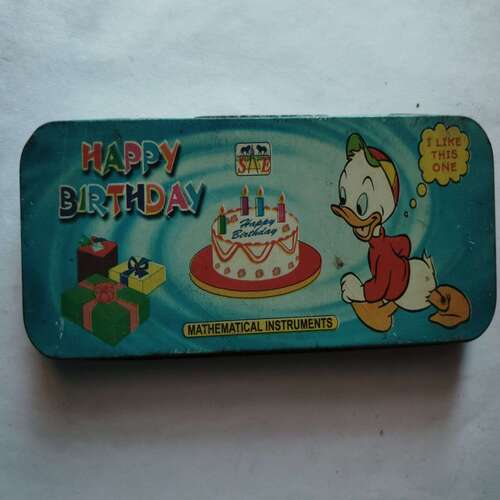 HAPPY
BIRTHDAY
SAE
Happy
Birthday
I LIKE
THIS
ONE
MATHEMATICAL INSTRUMENTS